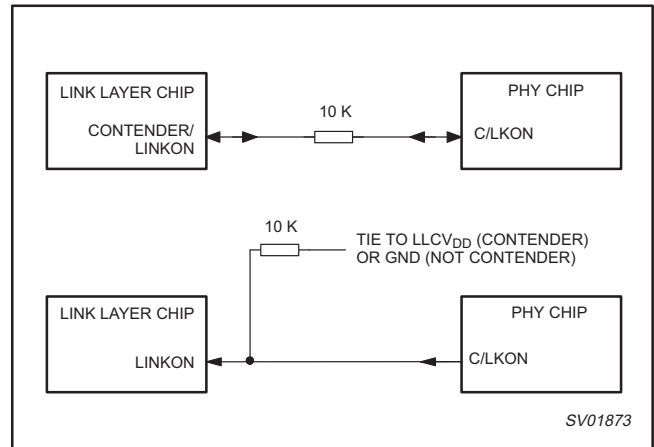 LINK LAYER CHIP
CONTENDER/
LINKON
10 K
PHY CHIP
C/LKON
10 K
TIE TO LLCV_DD (CONTENDER)
OR GND (NOT CONTENDER)
LINK LAYER CHIP
LINKON
PHY CHIP
C/LKON
SV01873